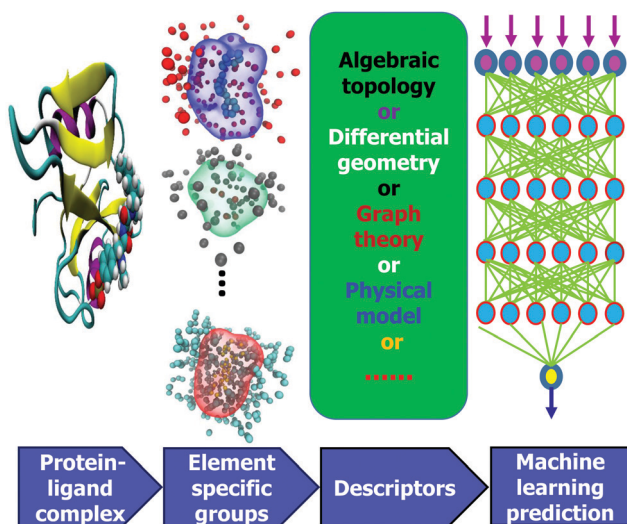 Algebraic
topology
or
Differential
geometry
or
Graph
theory
or
Physical
model
or
......
Protein-
ligand
complex
Element
specific
groups
Descriptors
Machine
learning
prediction